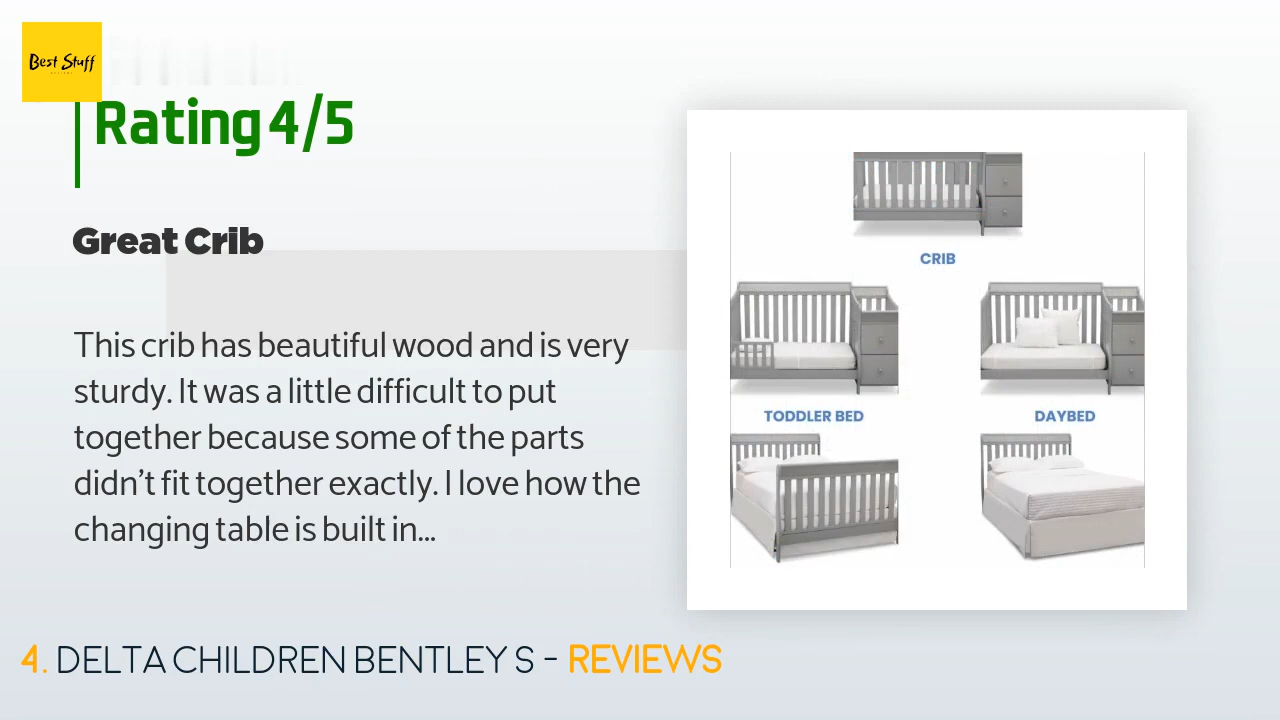 Best Stuff
Rating 4/5
Great Crib
This crib has beautiful wood and is very
sturdy. It was a little difficult to put
together because some of the parts
didn't fit together exactly. I love how the
changing table is built in...
CRIB
TODDLER BED
DAYBED
4. DELTA CHILDREN BENTLEY S - REVIEWS